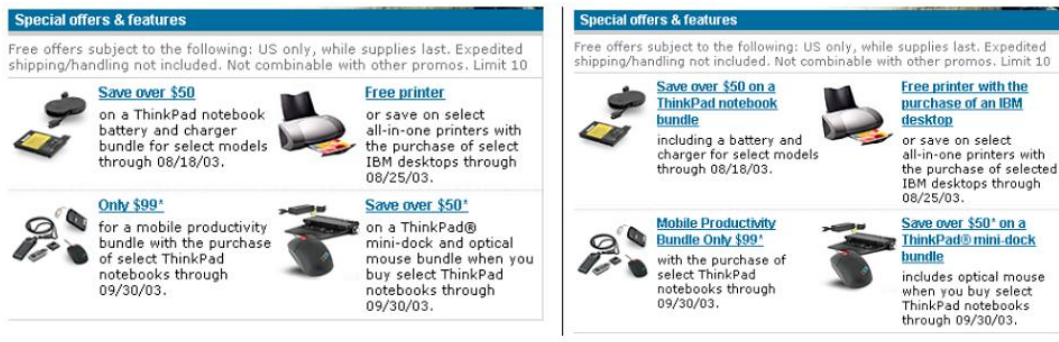 Special offers & features
Free offers subject to the following: US only, while supplies last. Expedited
shipping/handling not included. Not combinable with other promos. Limit 10
Save over $50
on a ThinkPad notebook
battery and charger
bundle for select models
through 08/18/03.
Free printer
or save on select
all-in-one printers with
the purchase of select
IBM desktops through
08/25/03.
Only $99*
for a mobile productivity
bundle with the purchase
of select ThinkPad
notebooks through
09/30/03.
Save over $50*
on a ThinkPad®
mini-dock and optical
mouse bundle when you
buy select ThinkPad
notebooks through
09/30/03.
Special offers & features
Free offers subject to the following: US only, while supplies last. Expedited
shipping/handling not included. Not combinable with other promos. Limit 10
Save over $50 on a
ThinkPad notebook
bundle
including a battery and
charger for select models
through 08/18/03.
Free printer with the
purchase of an IBM
desktop
or save on select
all-in-one printers with
the purchase of selected
IBM desktops through
08/25/03.
Mobile Productivity
Bundle Only $99*
with the purchase of
select ThinkPad
notebooks through
09/30/03.
Save over $50* on a
ThinkPad® mini-dock
bundle
includes optical mouse
when you buy select
ThinkPad notebooks
through 09/30/03.